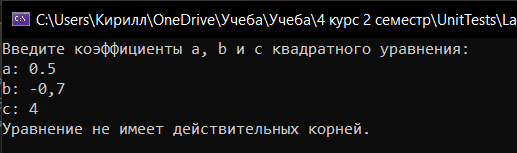 C:\Users\Кирилл\OneDrive\Учеба\Учеба\4 курс 2 семестр\UnitTests\La
Введите коэффициенты a, b и c квадратного уравнения:
a: 0.5
b: -0,7
c: 4
Уравнение не имеет действительных корней.